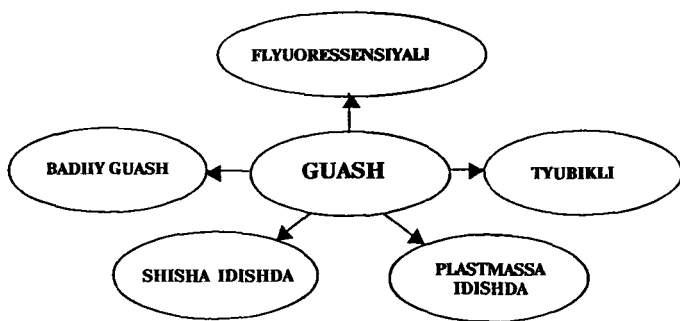 FLYUORESSENSIYALI
BADIIY GUASH
GUASH
TYUBIKLI
SHISHA IDISHDA
PLASTMASSA
IDISHDA